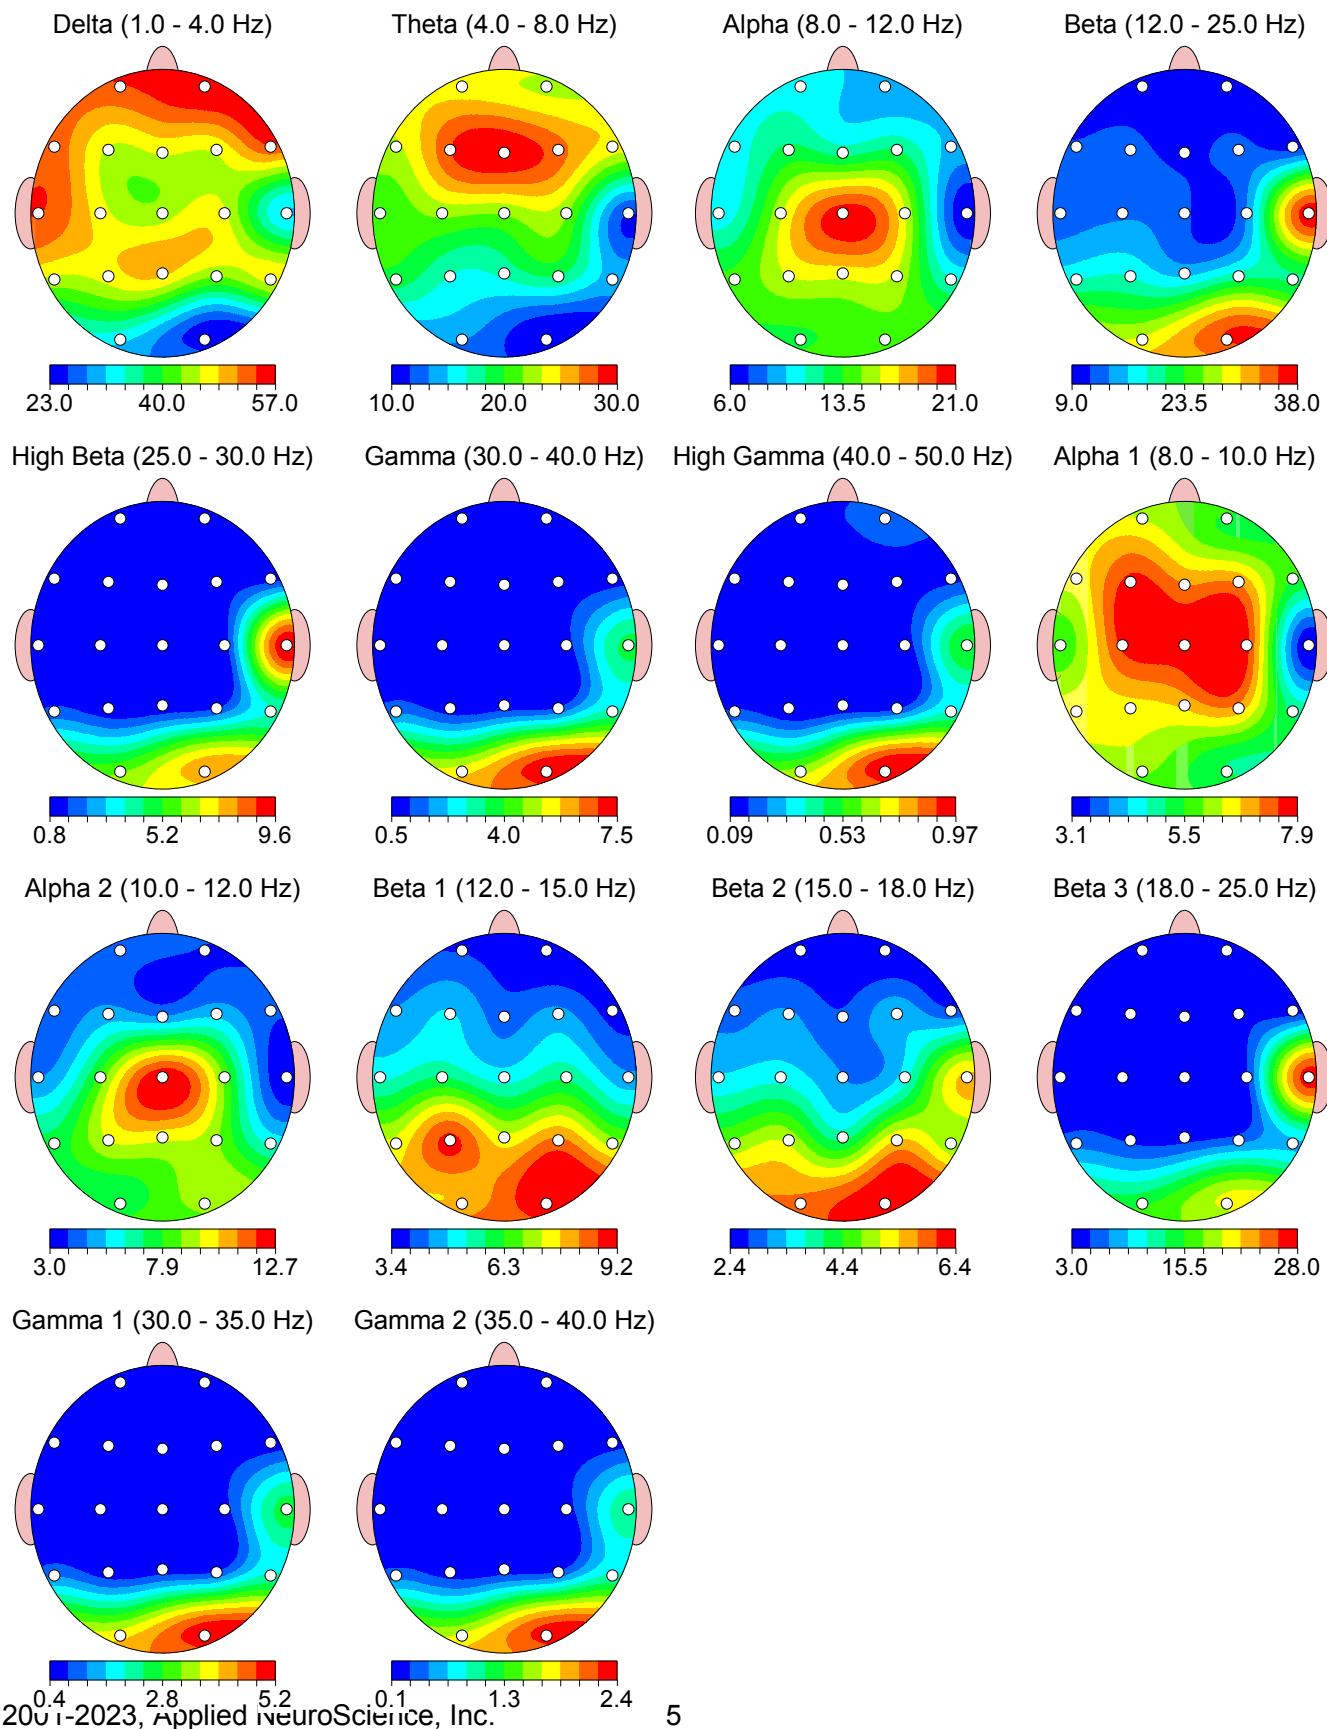 Delta (1.0 - 4.0 Hz) Theta (4.0 - 8.0 Hz) Alpha (8.0 - 12.0 Hz) Beta (12.0 - 25.0 Hz)
23.0 40.0 57.0 10.0 20.0 30.0 6.0 13.5 21.0 9.0 23.5 38.0
High Beta (25.0 - 30.0 Hz) Gamma (30.0 - 40.0 Hz) High Gamma (40.0 - 50.0 Hz) Alpha 1 (8.0 - 10.0 Hz)
0.8 5.2 9.6 0.5 4.0 7.5 0.09 0.53 0.97 3.1 5.5 7.9
Alpha 2 (10.0 - 12.0 Hz) Beta 1 (12.0 - 15.0 Hz) Beta 2 (15.0 - 18.0 Hz) Beta 3 (18.0 - 25.0 Hz)
3.0 7.9 12.7 3.4 6.3 9.2 2.4 4.4 6.4 3.0 15.5 28.0
Gamma 1 (30.0 - 35.0 Hz) Gamma 2 (35.0 - 40.0 Hz)
0.4 2.8 5.2 0.1 1.3 2.4
2001-2023, Applied NeuroScience, Inc. 5